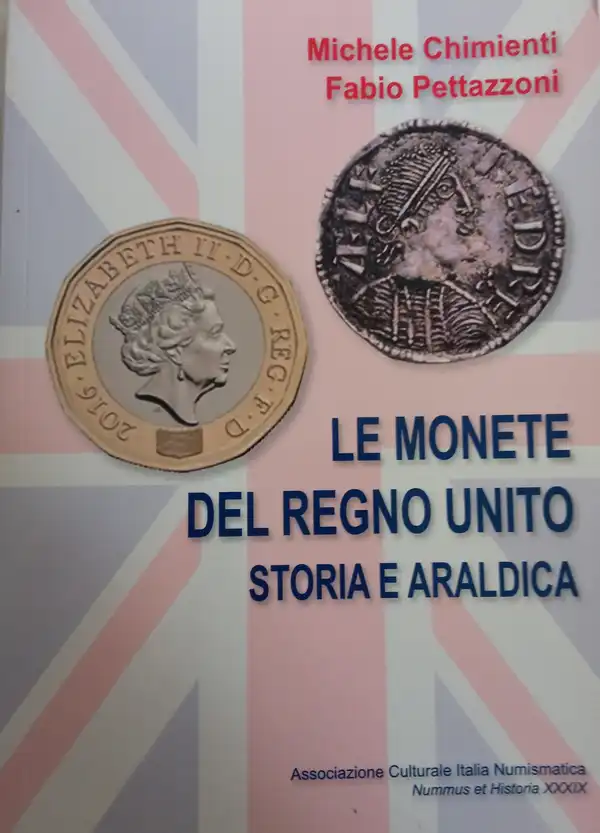 Michele Chimienti
Fabio Pettazzoni
ÆLFREDRE
2016 · ELIZABETH II · D · G · REG · F · D
LE MONETE
DEL REGNO UNITO
STORIA E ARALDICA
Associazione Culturale Italia Numismatica
Nummus et Historia XXXIX